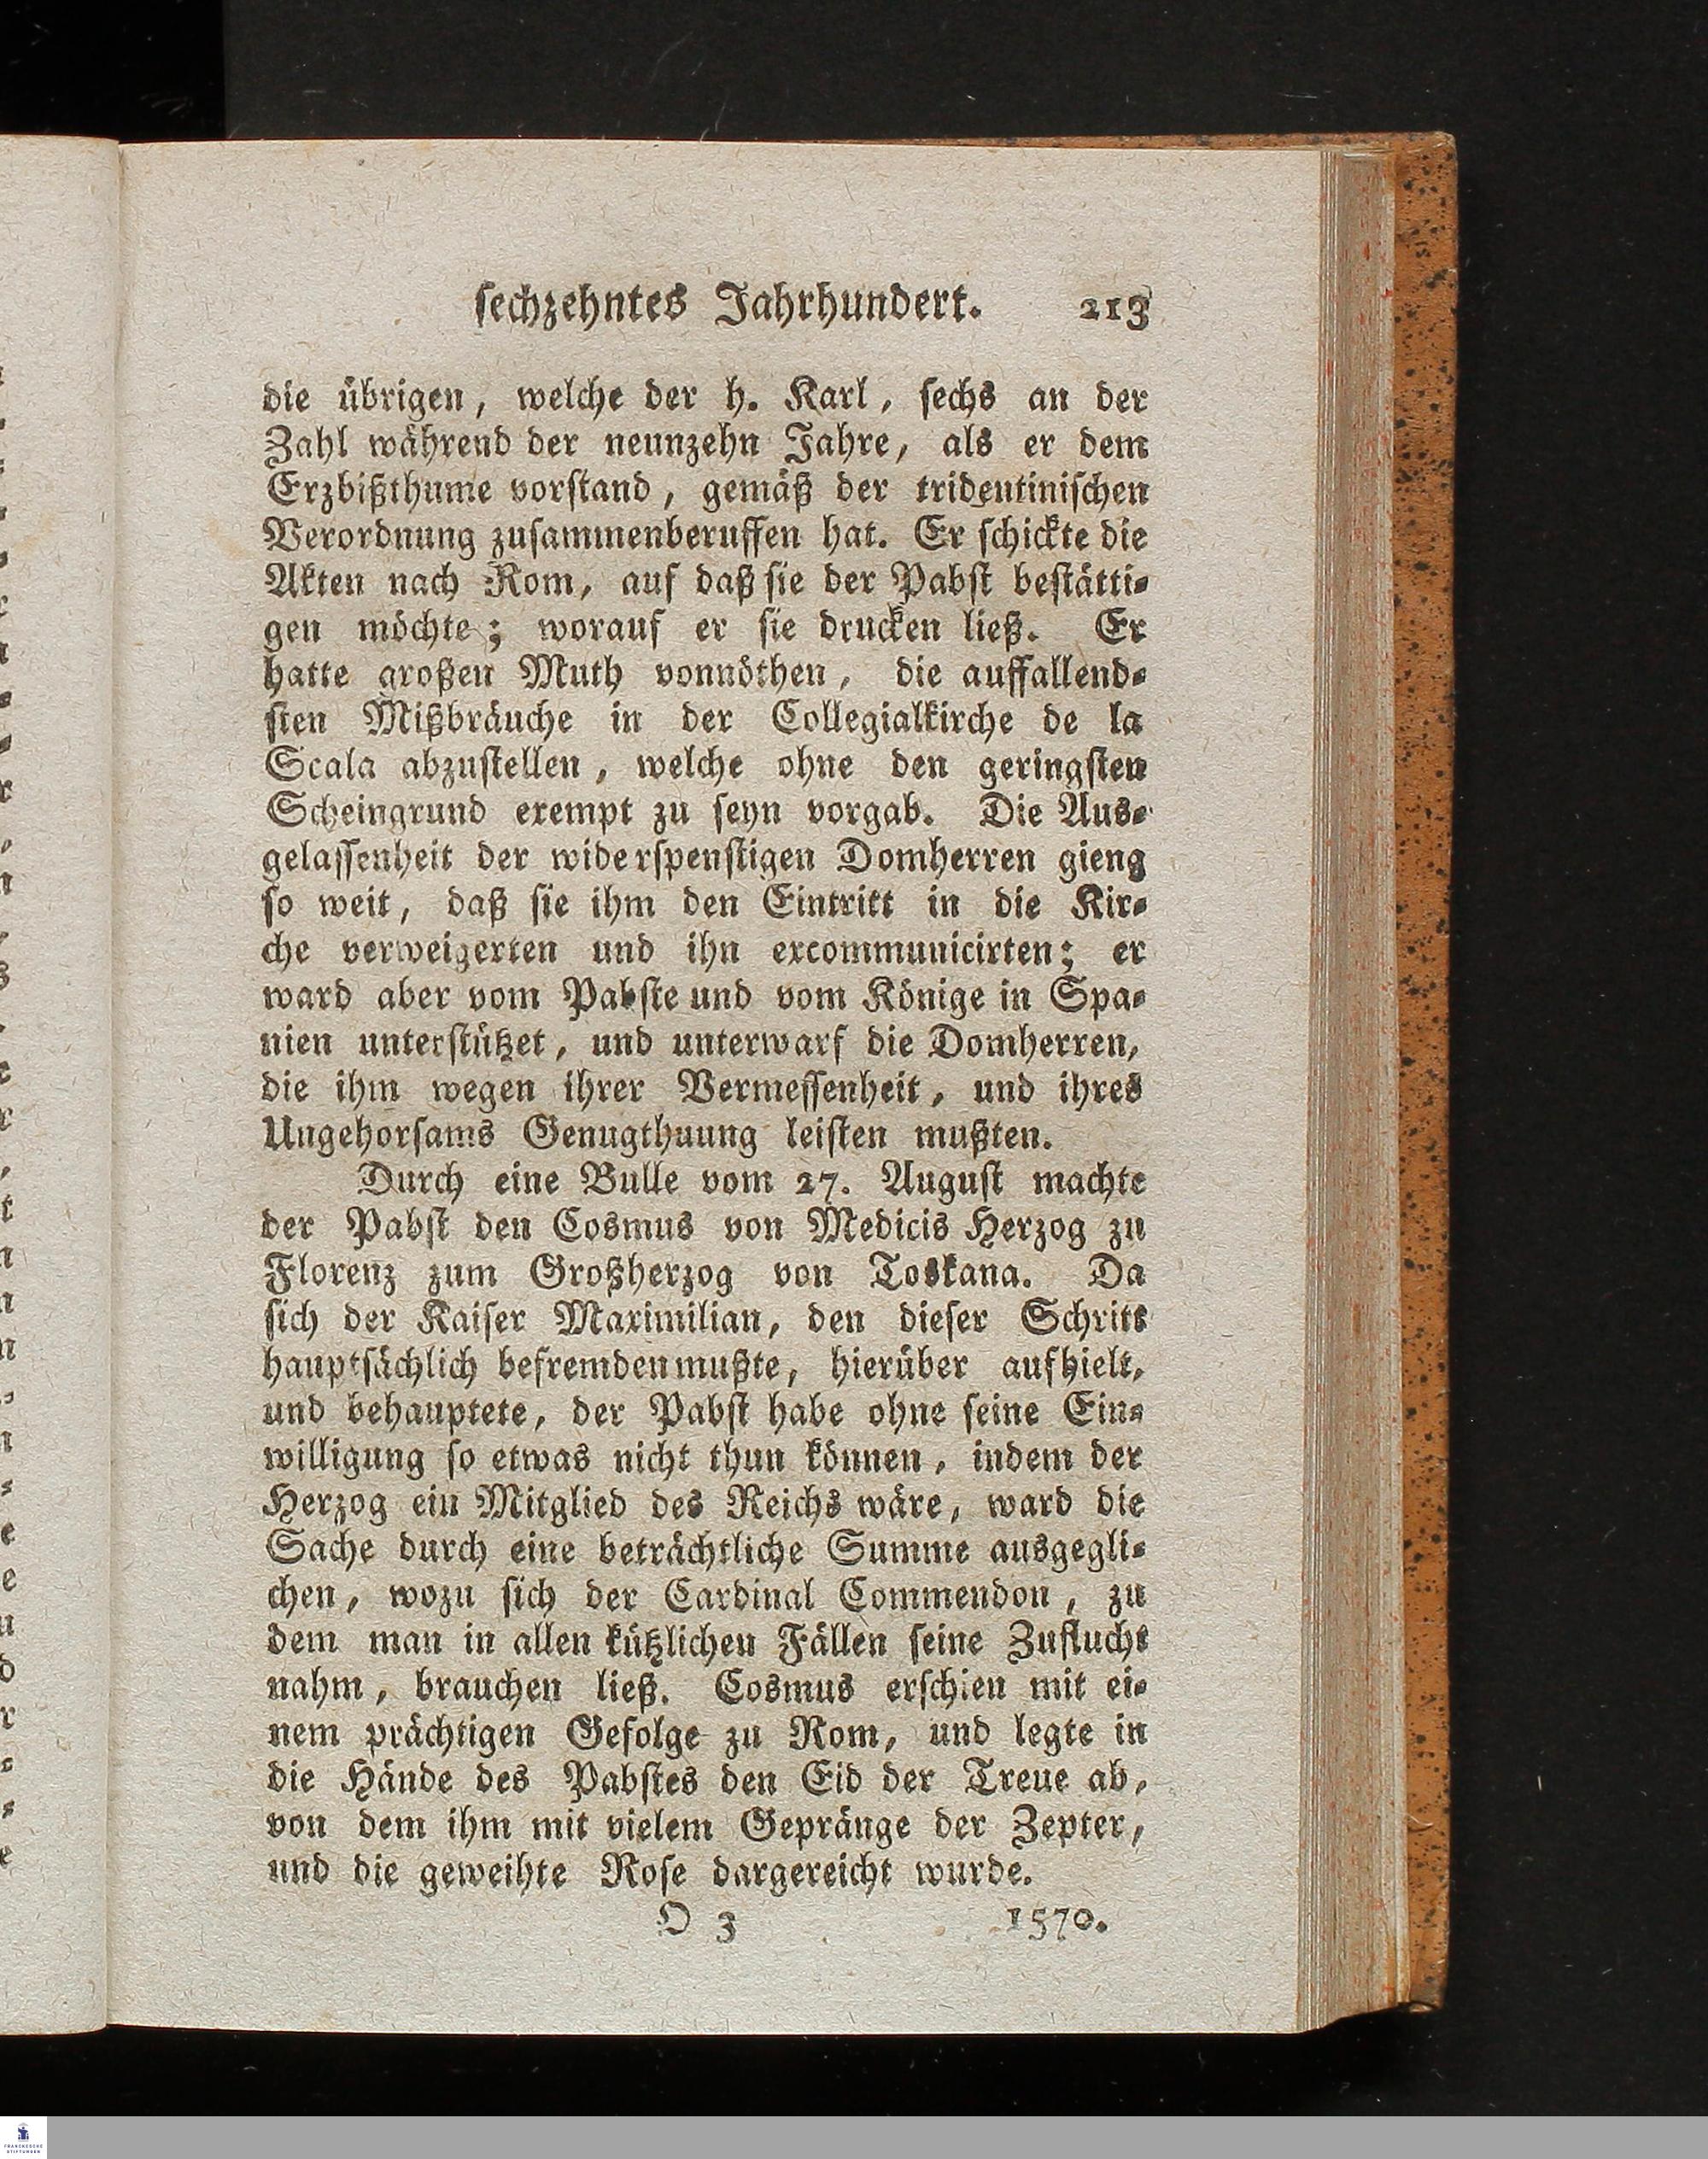 sechzehntes Jahrhundert. 213
die übrigen, welche der h. Karl, sechs an der
Zahl während der neunzehn Jahre, als er dem
Erzbißthume vorstand, gemäß der tridentinischen
Verordnung zusammenberuffen hat. Er schickte die
Akten nach Rom, auf daß sie der Pabst bestätti-
gen möchte; worauf er sie drucken ließ. Er
hatte großen Muth vonnöthen, die auffallend-
sten Mißbräuche in der Collegialkirche de la
Scala abzustellen, welche ohne den geringsten
Scheingrund exempt zu seyn vorgab. Die Aus-
gelassenheit der widerspenstigen Domherren gieng
so weit, daß sie ihm den Eintritt in die Kir-
che verweigerten und ihn excommunicirten; er
ward aber vom Pabste und vom Könige in Spa-
nien unterstützet, und unterwarf die Domherren,
die ihm wegen ihrer Vermessenheit, und ihres
Ungehorsams Genugthuung leisten mußten.
Durch eine Bulle vom 27. August machte
der Pabst den Cosmus von Medicis Herzog zu
Florenz zum Großherzog von Toskana. Da
sich der Kaiser Maximilian, den dieser Schritt
hauptsächlich befremden mußte, hierüber aufhielt,
und behauptete, der Pabst habe ohne seine Ein-
willigung so etwas nicht thun können, indem der
Herzog ein Mitglied des Reichs wäre, ward die
Sache durch eine beträchtliche Summe ausgegli-
chen, wozu sich der Cardinal Commendon, zu
dem man in allen kützlichen Fällen seine Zuflucht
nahm, brauchen ließ. Cosmus erschien mit ei-
nem prächtigen Gefolge zu Rom, und legte in
die Hände des Pabstes den Eid der Treue ab,
von dem ihm mit vielem Gepränge der Zepter,
und die geweihte Rose dargereicht wurde.
O 3 1570.
FRANCKESCHE
STIFTUNGEN